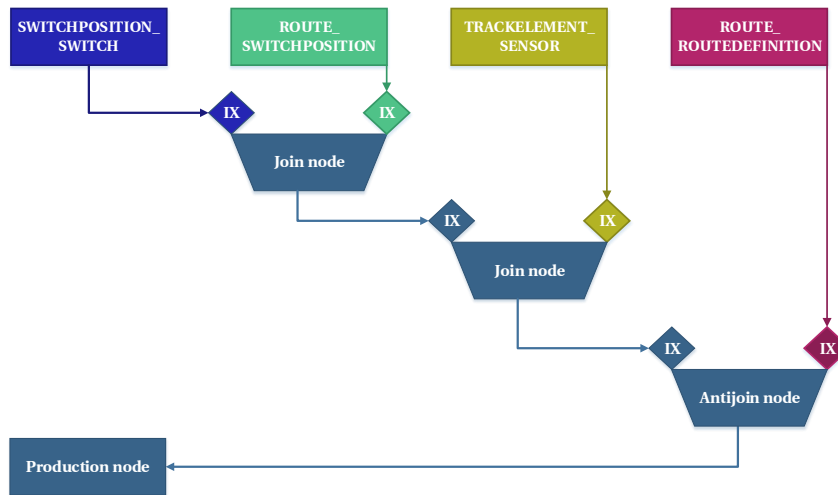 SWITCHPOSITION_
SWITCH
ROUTE_
SWITCHPOSITION
TRACKELEMENT_
SENSOR
ROUTE_
ROUTEDEFINITION
IX
IX
Join node
IX
IX
Join node
IX
IX
Antijoin node
Production node